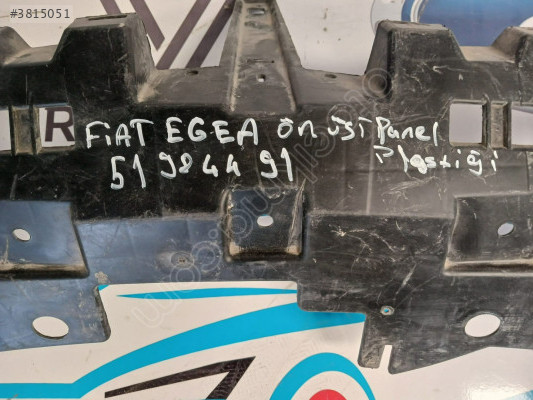 #3815051
FiAT EGEA ön üst Panel
51984491 Plastiği
R